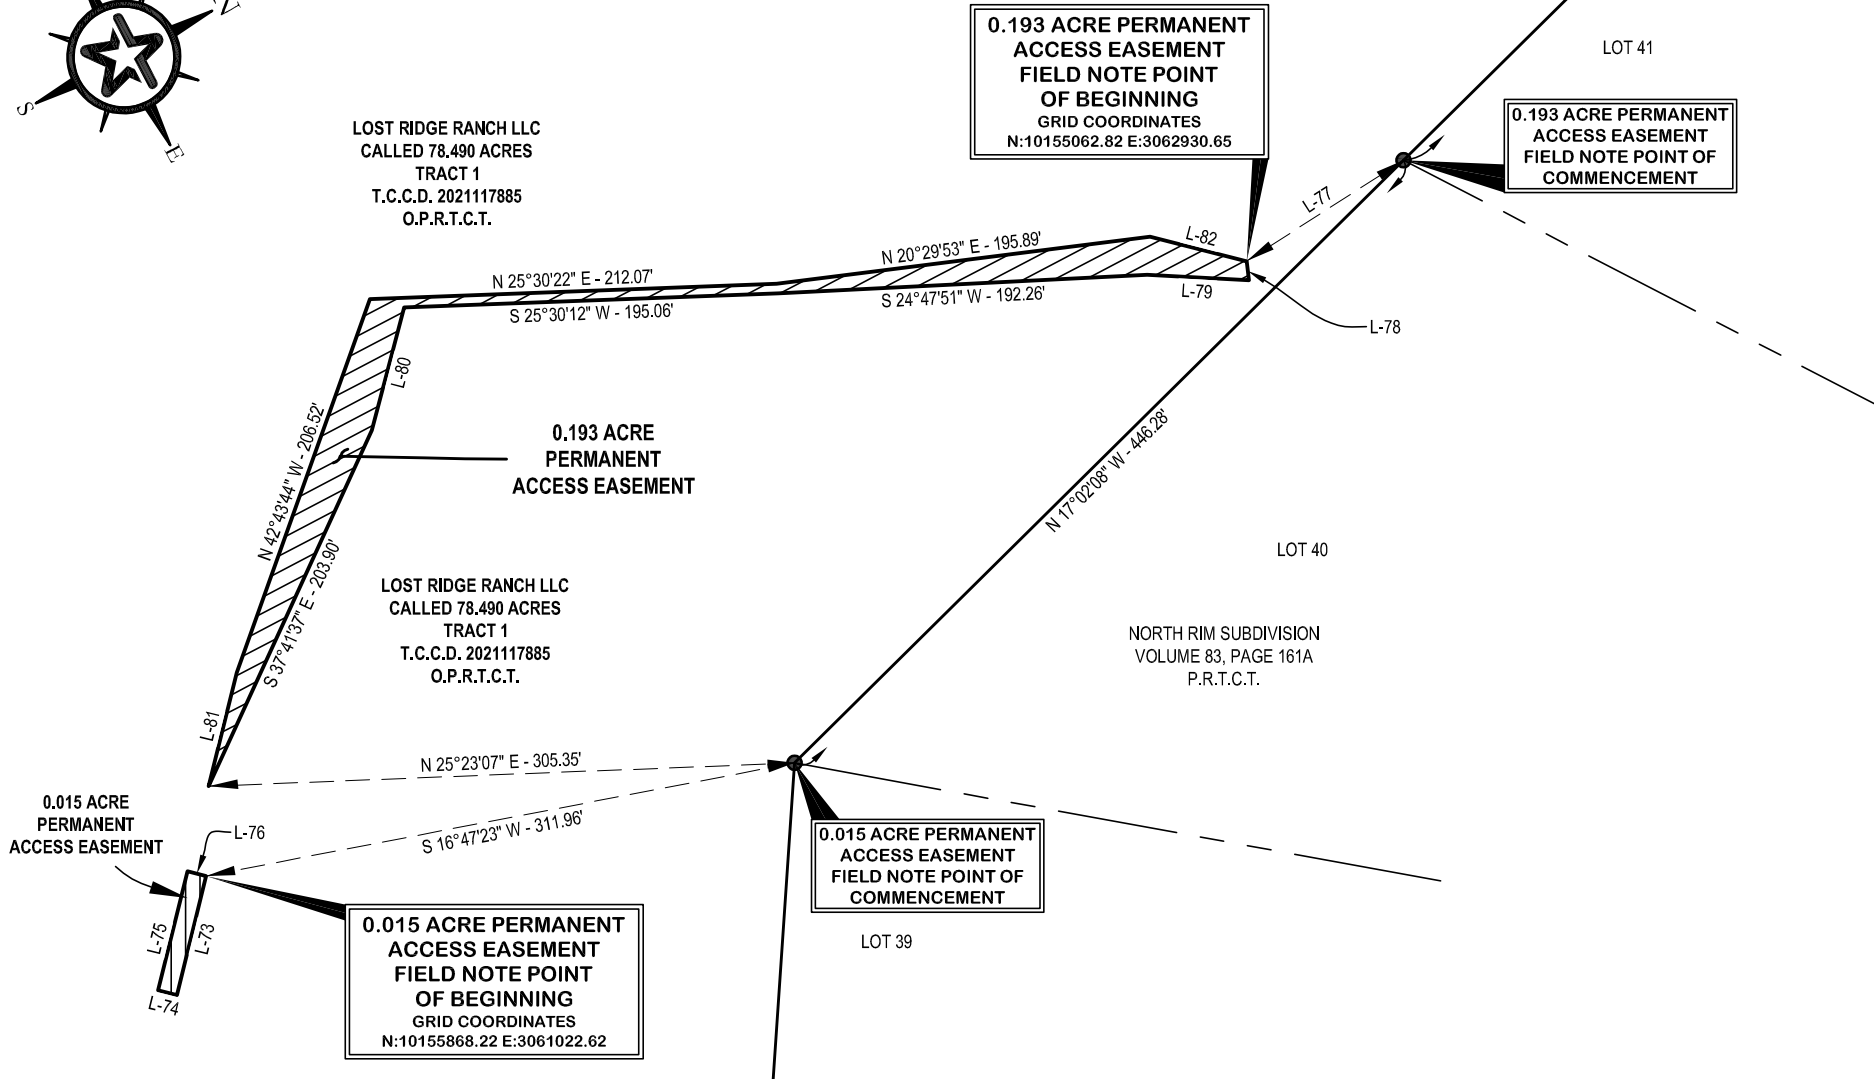 N
S
E
LOST RIDGE RANCH LLC
CALLED 78.490 ACRES
TRACT 1
T.C.C.D. 2021117885
O.P.R.T.C.T.
0.193 ACRE PERMANENT
ACCESS EASEMENT
FIELD NOTE POINT
OF BEGINNING
GRID COORDINATES
N:10155062.82 E:3062930.65
LOT 41
0.193 ACRE PERMANENT
ACCESS EASEMENT
FIELD NOTE POINT OF
COMMENCEMENT
L-77
L-82
N 20°29'53" E - 195.89'
N 25°30'22" E - 212.07'
S 25°30'12" W - 195.06'
S 24°47'51" W - 192.26'
L-79
L-78
L-80
N 42°43'44" W - 206.52'
0.193 ACRE
PERMANENT
ACCESS EASEMENT
N 17°02'08" W - 446.28'
S 37°41'37" E - 203.90'
LOT 40
LOST RIDGE RANCH LLC
CALLED 78.490 ACRES
TRACT 1
T.C.C.D. 2021117885
O.P.R.T.C.T.
NORTH RIM SUBDIVISION
VOLUME 83, PAGE 161A
P.R.T.C.T.
L-81
N 25°23'07" E - 305.35'
S 16°47'23" W - 311.96'
0.015 ACRE
PERMANENT
ACCESS EASEMENT
L-76
0.015 ACRE PERMANENT
ACCESS EASEMENT
FIELD NOTE POINT OF
COMMENCEMENT
L-75
L-73
L-74
0.015 ACRE PERMANENT
ACCESS EASEMENT
FIELD NOTE POINT
OF BEGINNING
GRID COORDINATES
N:10155868.22 E:3061022.62
LOT 39